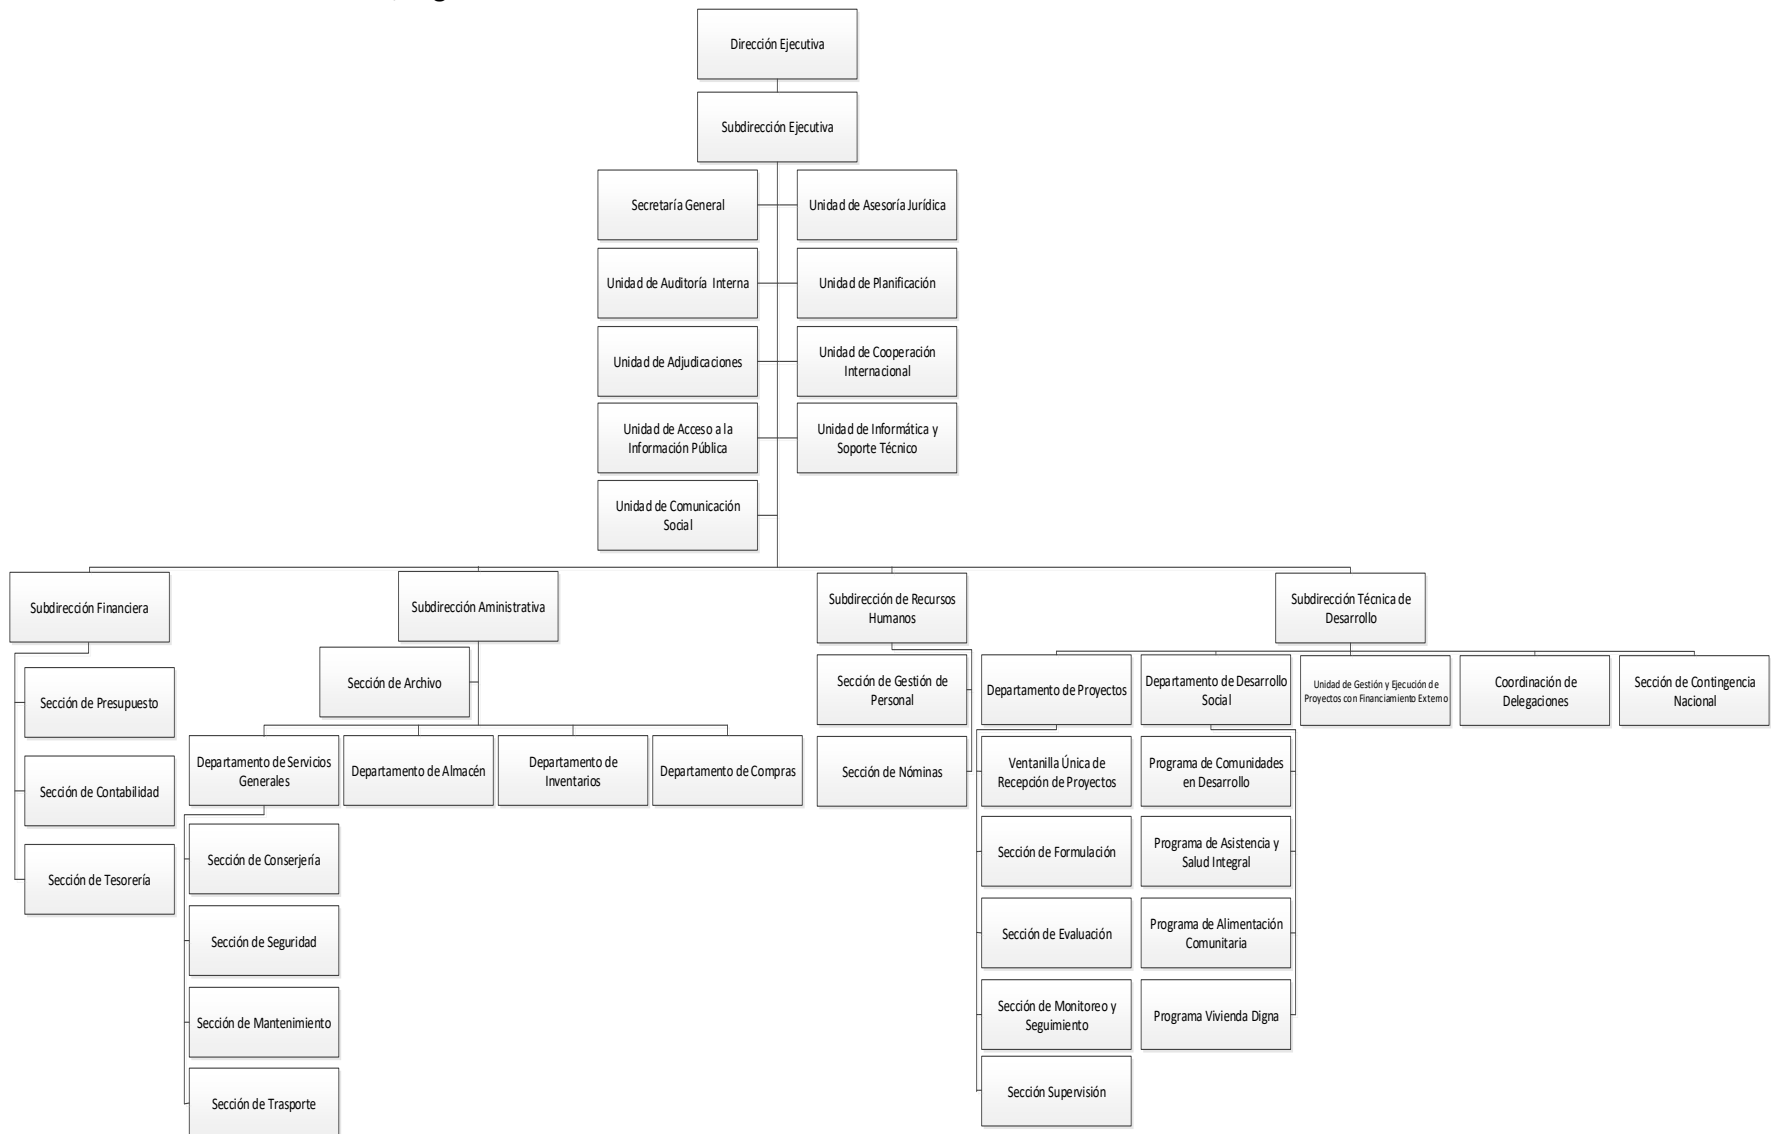 Dirección Ejecutiva
Subdirección Ejecutiva
Secretaría General
Unidad de Asesoría Jurídica
Unidad de Auditoría Interna
Unidad de Planificación
Unidad de Adjudicaciones
Unidad de Cooperación
Internacional
Unidad de Acceso a la
Información Pública
Unidad de Informática y
Soporte Técnico
Unidad de Comunicación
Social
Subdirección Financiera
Subdirección Aministrativa
Subdirección de Recursos
Humanos
Subdirección Técnica de
Desarrollo
Sección de Presupuesto
Sección de Contabilidad
Sección de Tesorería
Sección de Archivo
Departamento de Servicios
Generales
Departamento de Almacén
Departamento de
Inventarios
Departamento de Compras
Sección de Conserjería
Sección de Seguridad
Sección de Mantenimiento
Sección de Trasporte
Sección de Gestión de
Personal
Sección de Nóminas
Departamento de Proyectos
Departamento de Desarrollo
Social
Unidad de Gestión y Ejecución de
Proyectos con Financiamiento Externo
Coordinación de
Delegaciones
Sección de Contingencia
Nacional
Ventanilla Única de
Recepción de Proyectos
Sección de Formulación
Sección de Evaluación
Sección de Monitoreo y
Seguimiento
Sección Supervisión
Programa de Comunidades
en Desarrollo
Programa de Asistencia y
Salud Integral
Programa de Alimentación
Comunitaria
Programa Vivienda Digna